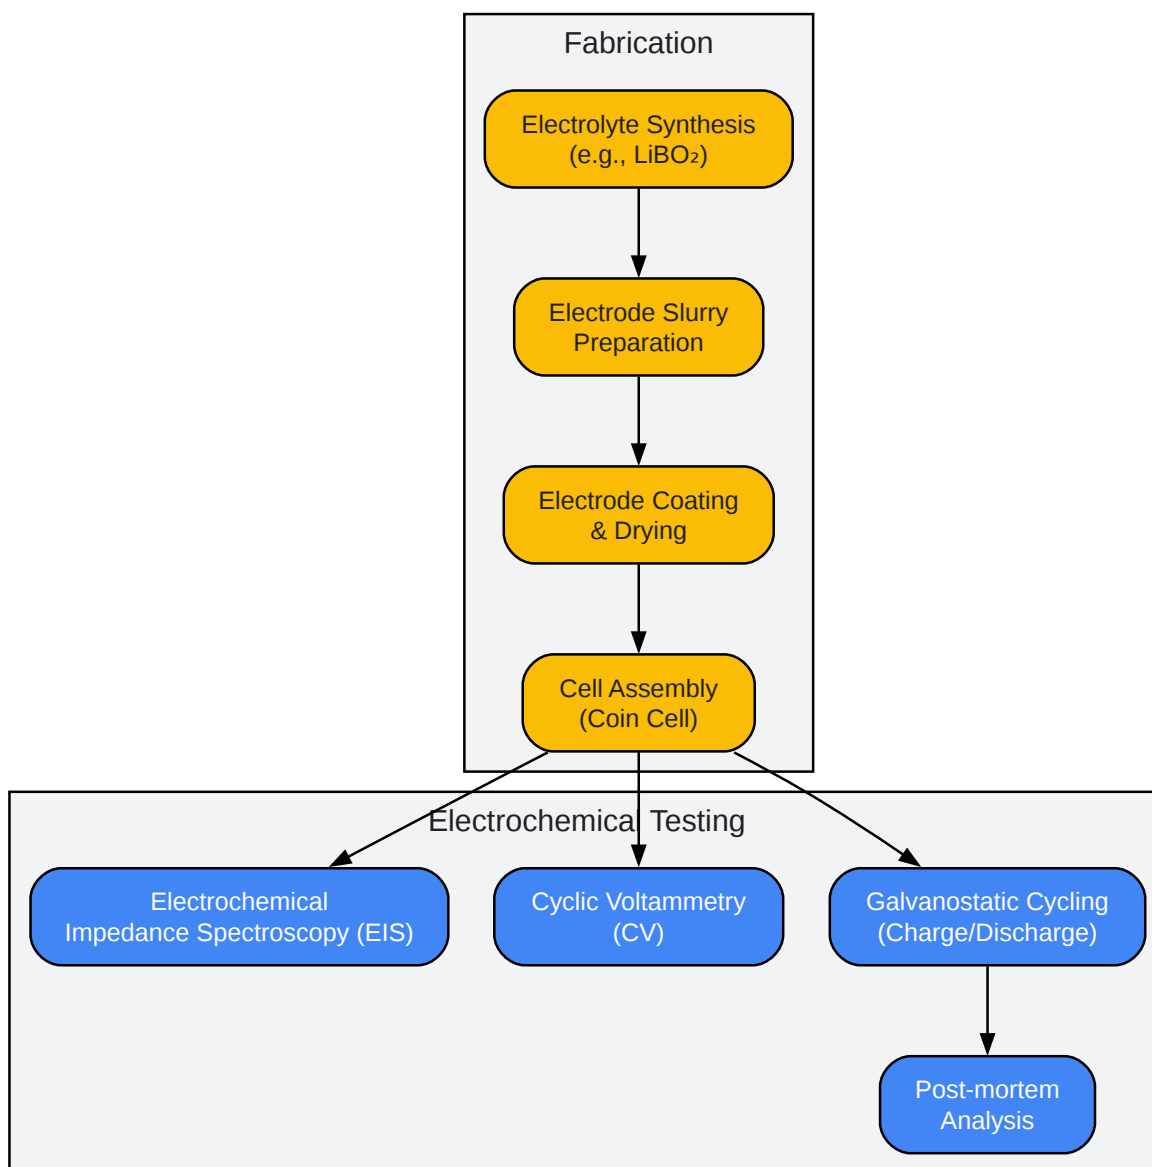 Fabrication
Electrolyte Synthesis
(e.g., LiBO₂)
Electrode Slurry
Preparation
Electrode Coating
& Drying
Cell Assembly
(Coin Cell)
Electrochemical Testing
Electrochemical
Impedance Spectroscopy (EIS)
Cyclic Voltammetry
(CV)
Galvanostatic Cycling
(Charge/Discharge)
Post-mortem
Analysis